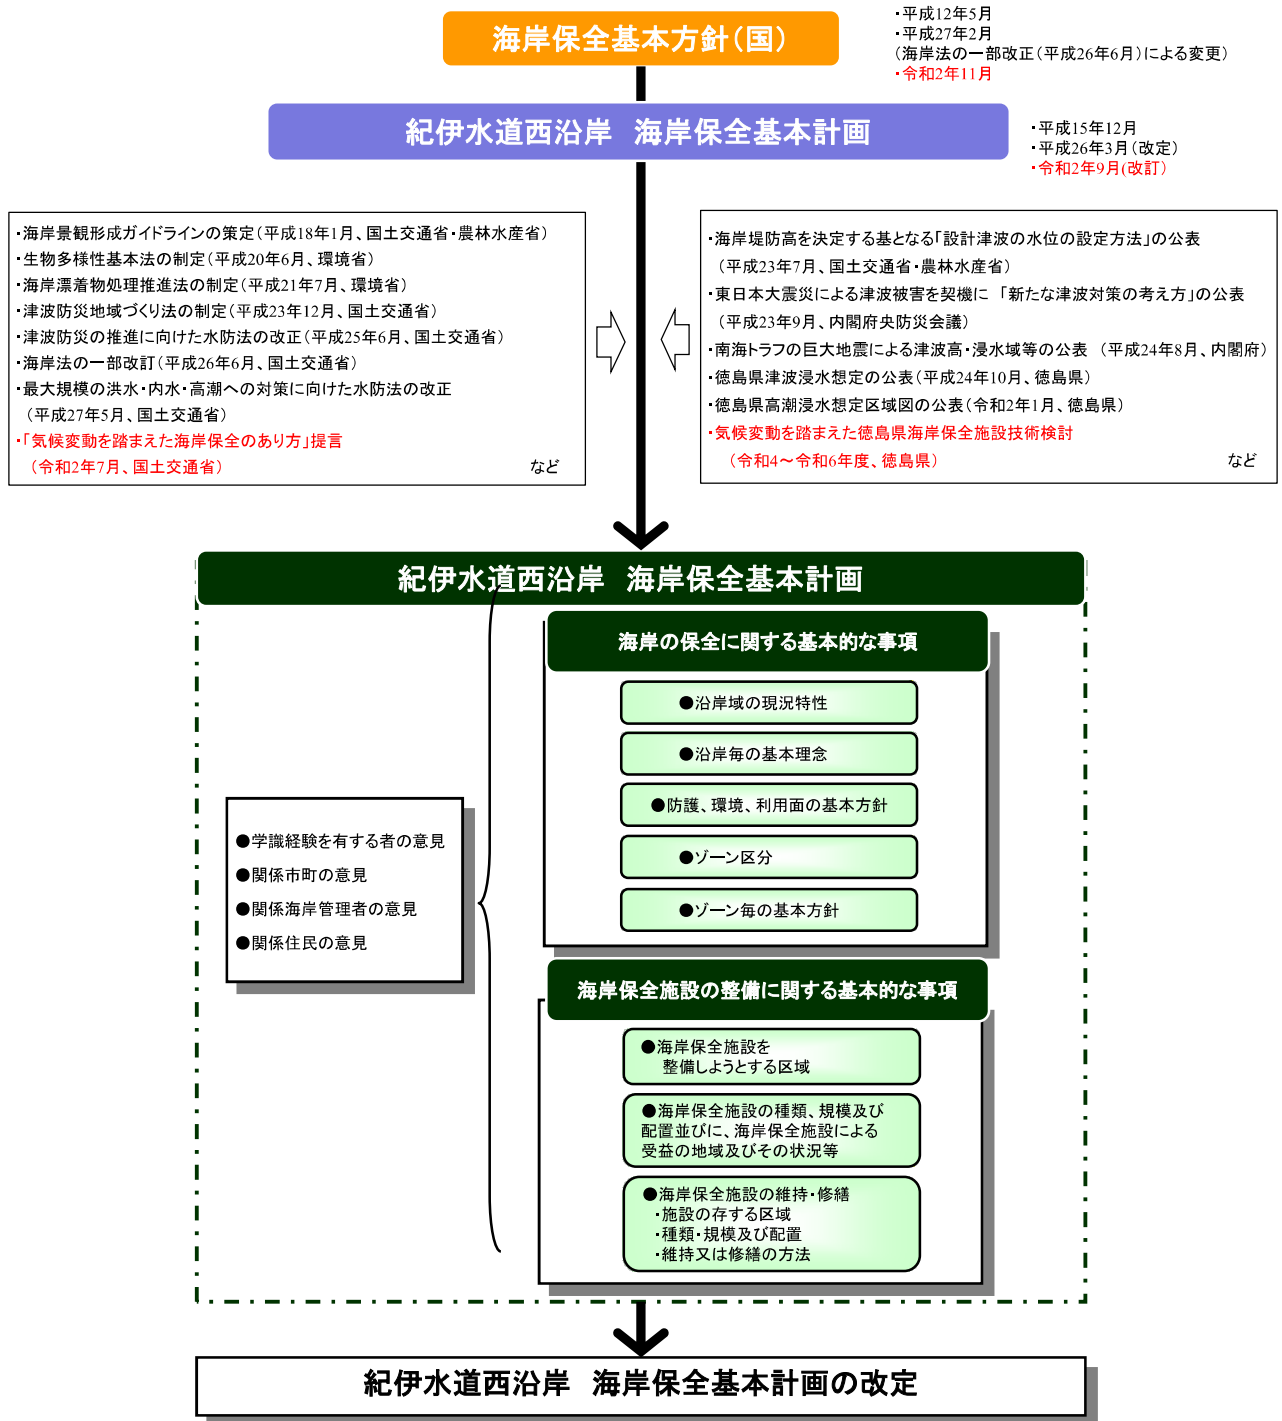 海岸保全基本方針（国）
・平成12年5月
・平成27年2月
（海岸法の一部改正（平成26年6月）による変更）
・令和2年11月
紀伊水道西沿岸　海岸保全基本計画
・平成15年12月
・平成26年3月（改定）
・令和2年9月(改訂）
・海岸景観形成ガイドラインの策定（平成18年1月、国土交通省・農林水産省）
・生物多様性基本法の制定（平成20年6月、環境省）
・海岸漂着物処理推進法の制定（平成21年7月、環境省）
・津波防災地域づくり法の制定（平成23年12月、国土交通省）
・津波防災の推進に向けた水防法の改正（平成25年6月、国土交通省）
・海岸法の一部改訂（平成26年6月、国土交通省）
・最大規模の洪水・内水・高潮への対策に向けた水防法の改正
（平成27年5月、国土交通省）
・「気候変動を踏まえた海岸保全のあり方」提言
（令和2年7月、国土交通省）
など
・海岸堤防高を決定する基となる「設計津波の水位の設定方法」の公表
（平成23年7月、国土交通省・農林水産省）
・東日本大震災による津波被害を契機に　「新たな津波対策の考え方」の公表
（平成23年9月、内閣府央防災会議）
・南海トラフの巨大地震による津波高・浸水域等の公表　（平成24年8月、内閣府）
・徳島県津波浸水想定の公表（平成24年10月、徳島県）
・徳島県高潮浸水想定区域図の公表（令和2年1月、徳島県）
・気候変動を踏まえた徳島県海岸保全施設技術検討
（令和4～令和6年度、徳島県）
など
紀伊水道西沿岸　海岸保全基本計画
海岸の保全に関する基本的な事項
●沿岸域の現況特性
●沿岸毎の基本理念
●防護、環境、利用面の基本方針
●ゾーン区分
●ゾーン毎の基本方針
●学識経験を有する者の意見
●関係市町の意見
●関係海岸管理者の意見
●関係住民の意見
海岸保全施設の整備に関する基本的な事項
●海岸保全施設を
整備しようとする区域
●海岸保全施設の種類、規模及び
配置並びに、海岸保全施設による
受益の地域及びその状況等
●海岸保全施設の維持・修繕
・施設の存する区域
・種類・規模及び配置
・維持又は修繕の方法
紀伊水道西沿岸　海岸保全基本計画の改定